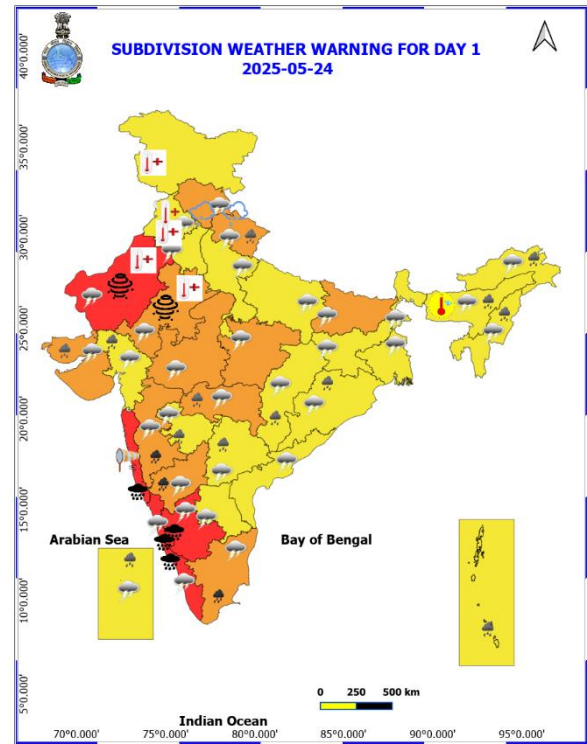 SUBDIVISION WEATHER WARNING FOR DAY 1
2025-05-24
40°0.000'
35°0.000'
30°0.000'
25°0.000'
20°0.000'
15°0.000'
10°0.000'
5°0.000'
Arabian Sea
Bay of Bengal
0 250 500 km
Indian Ocean
70°0.000' 75°0.000' 80°0.000' 85°0.000' 90°0.000' 95°0.000'